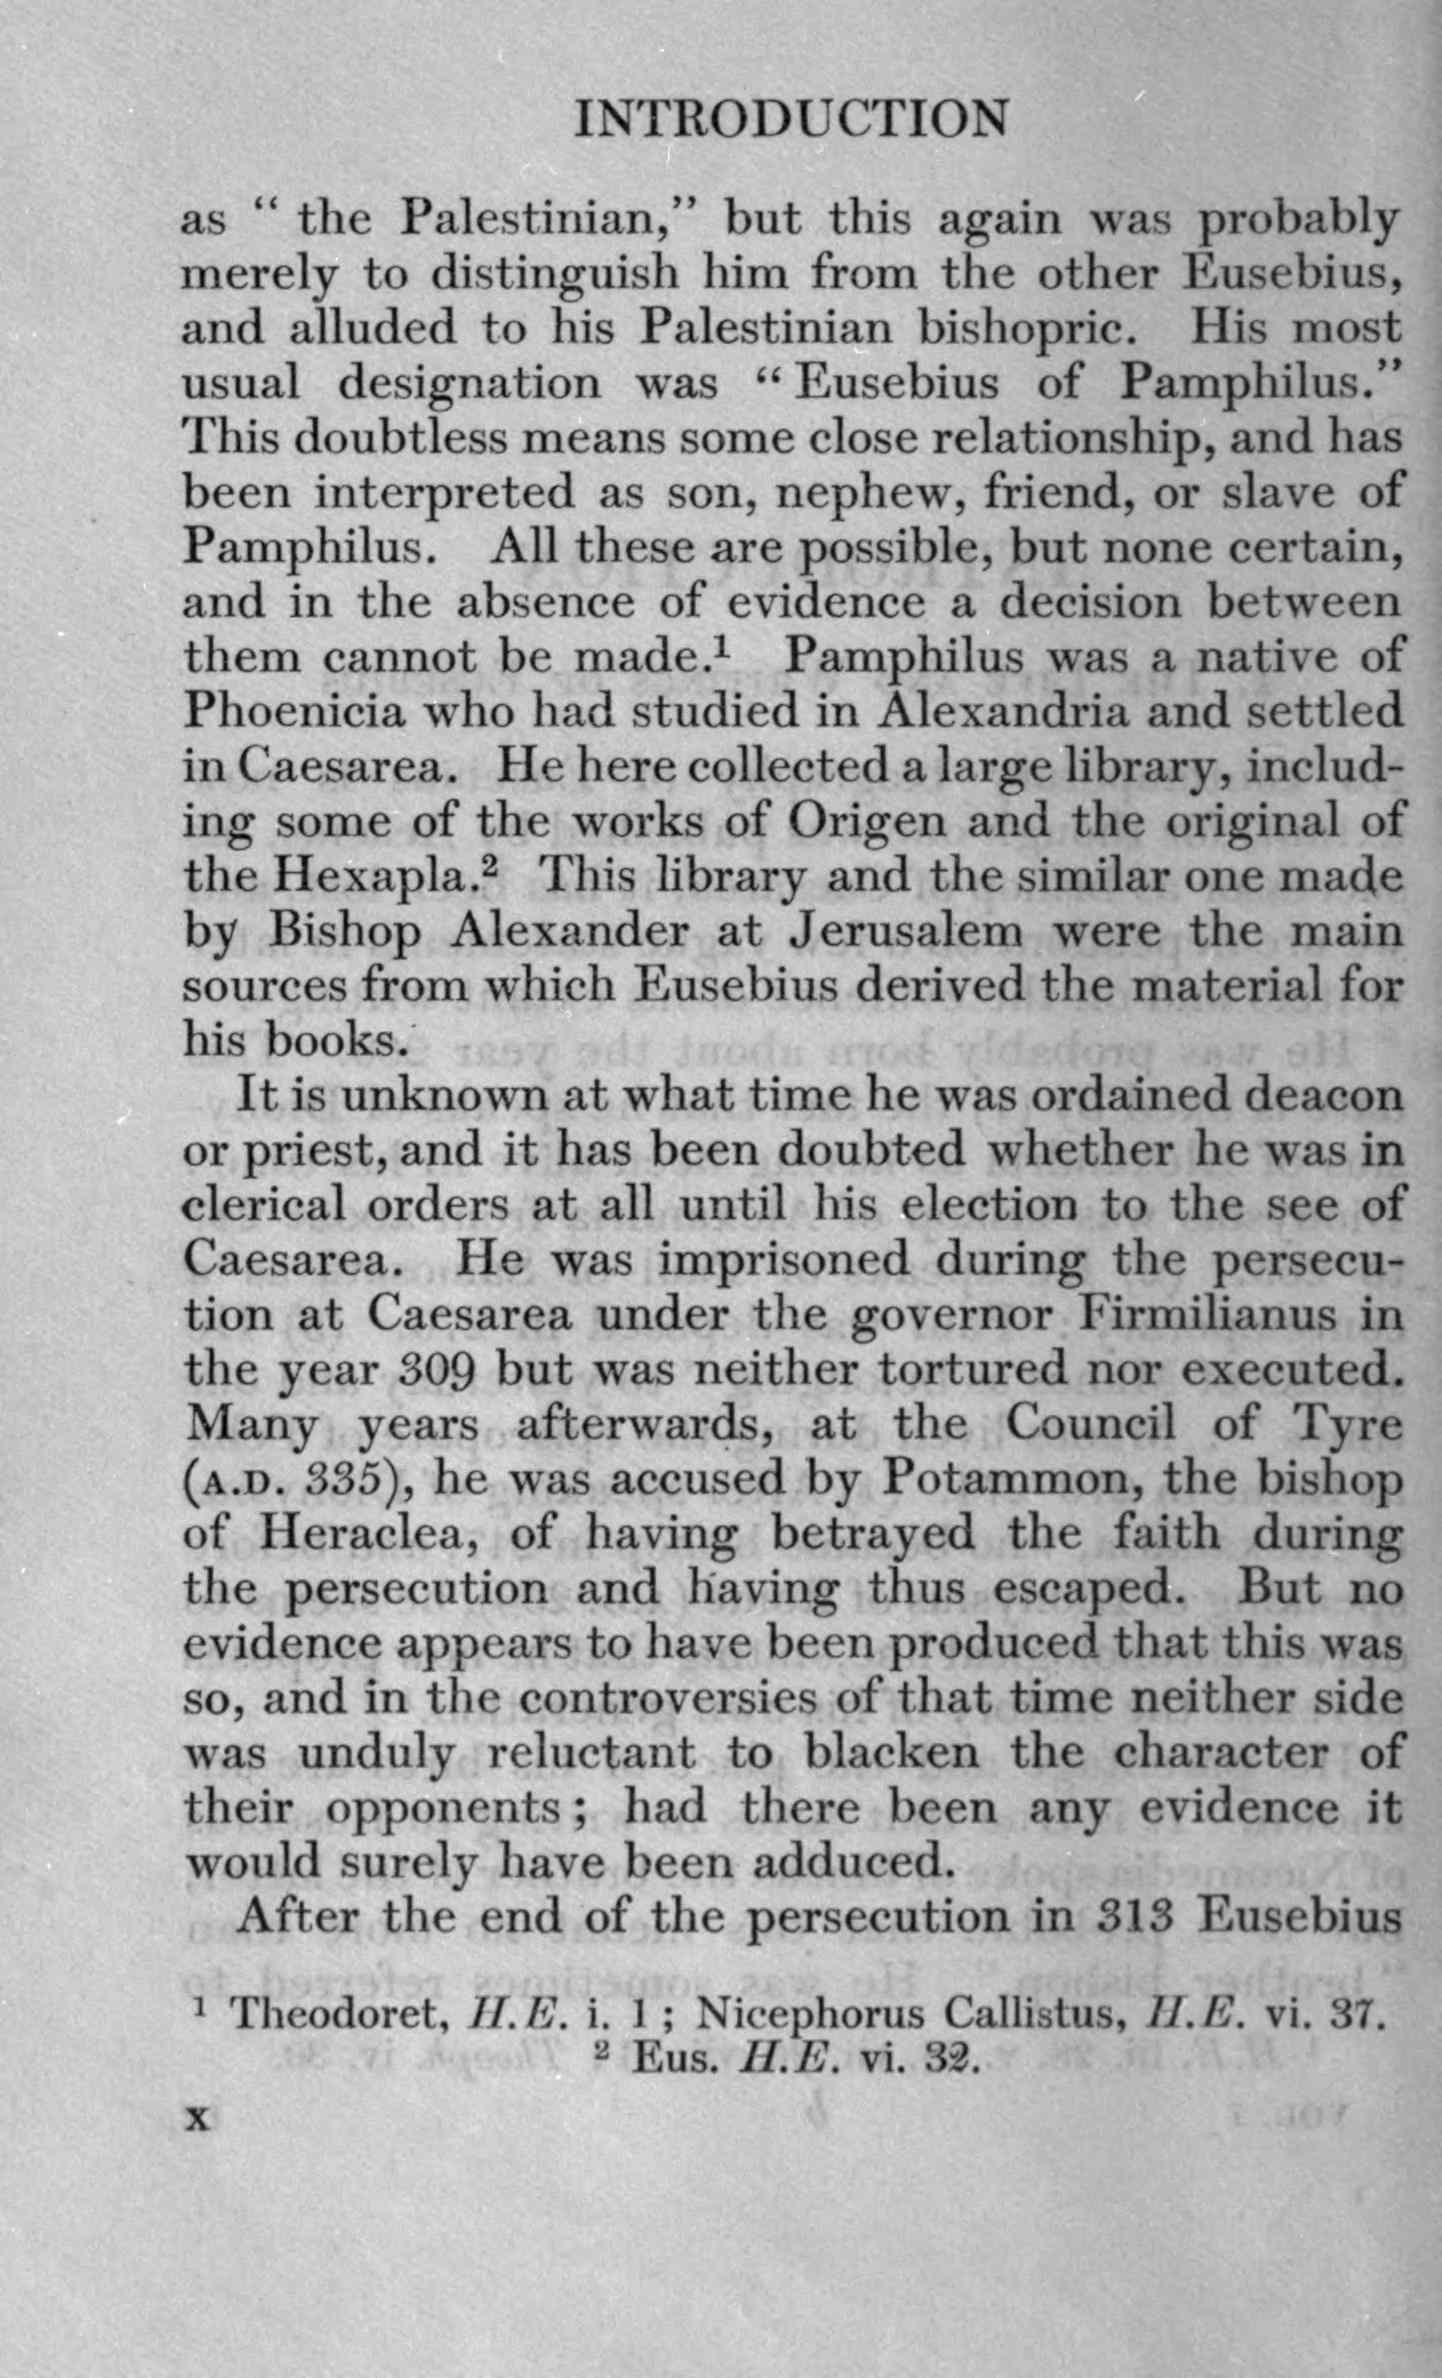 INTRODUCTION
as “ the Palestinian,” but this again was probably
merely to distinguish him from the other Eusebius,
and alluded to his Palestinian bishopric. His most
usual designation was “ Eusebius of Pamphilus.”
This doubtless means some close relationship, and has
been interpreted as son, nephew, friend, or slave of
Pamphilus. All these are possible, but none certain,
and in the absence of evidence a decision between
them cannot be made.¹ Pamphilus was a native of
Phoenicia who had studied in Alexandria and settled
in Caesarea. He here collected a large library, includ-
ing some of the works of Origen and the original of
the Hexapla.² This library and the similar one made
by Bishop Alexander at Jerusalem were the main
sources from which Eusebius derived the material for
his books.
It is unknown at what time he was ordained deacon
or priest, and it has been doubted whether he was in
clerical orders at all until his election to the see of
Caesarea. He was imprisoned during the persecu-
tion at Caesarea under the governor Firmilianus in
the year 309 but was neither tortured nor executed.
Many years afterwards, at the Council of Tyre
(A.D. 335), he was accused by Potammon, the bishop
of Heraclea, of having betrayed the faith during
the persecution and having thus escaped. But no
evidence appears to have been produced that this was
so, and in the controversies of that time neither side
was unduly reluctant to blacken the character of
their opponents ; had there been any evidence it
would surely have been adduced.
After the end of the persecution in 313 Eusebius
¹ Theodoret, H.E. i. 1 ; Nicephorus Callistus, H.E. vi. 37.
² Eus. H.E. vi. 32.
x